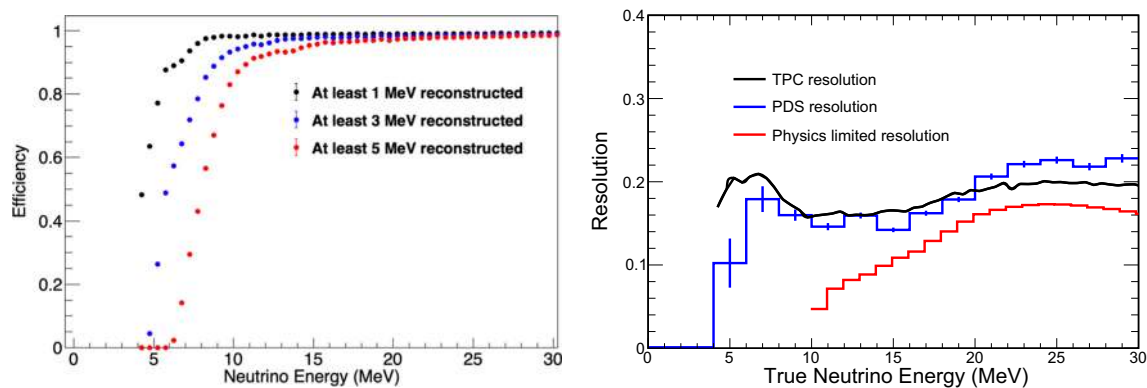 1
0.8
0.6
0.4
0.2
0
Efficiency
At least 1 MeV reconstructed
At least 3 MeV reconstructed
At least 5 MeV reconstructed
0 5 10 15 20 25 30
Neutrino Energy (MeV)
0.4
0.3
0.2
0.1
0.0
Resolution
TPC resolution
PDS resolution
Physics limited resolution
0 5 10 15 20 25 30
True Neutrino Energy (MeV)